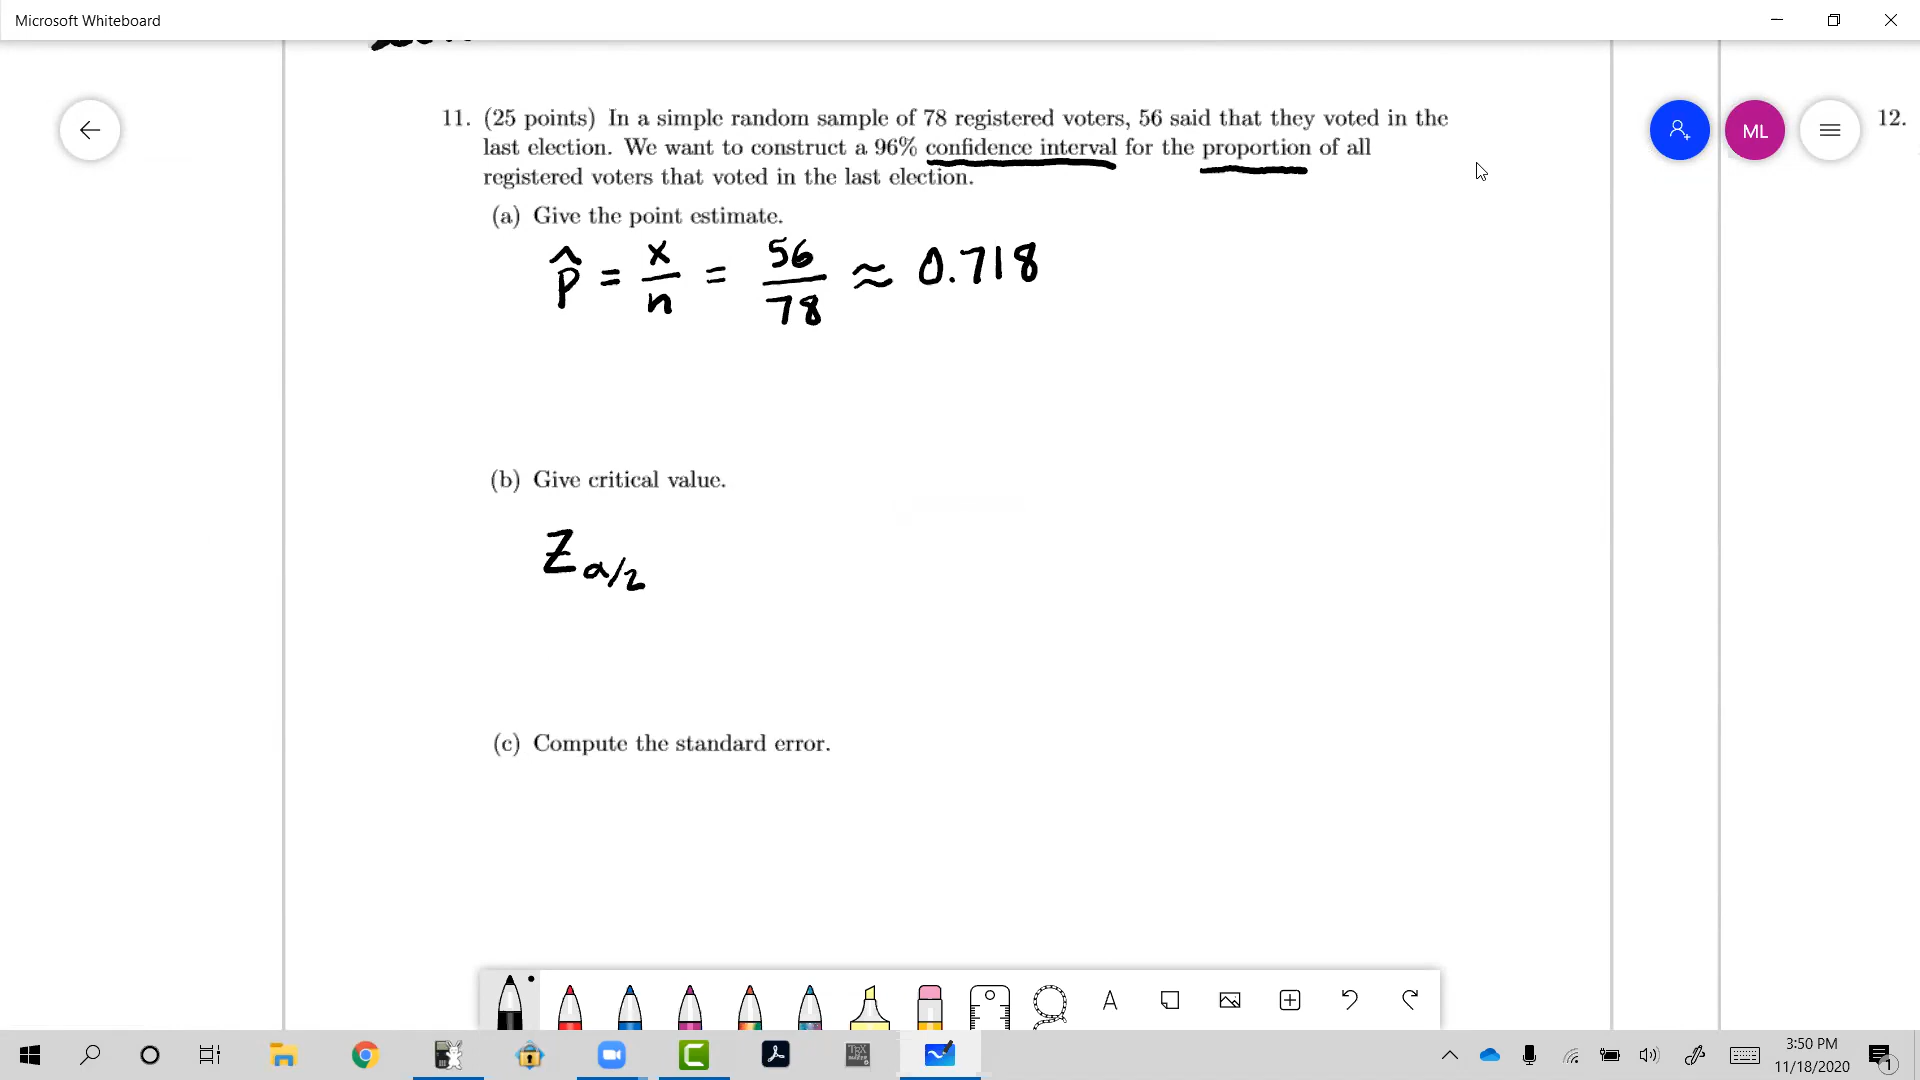 Microsoft Whiteboard
11. (25 points) In a simple random sample of 78 registered voters, 56 said that they voted in the
last election. We want to construct a 96% confidence interval for the proportion of all
registered voters that voted in the last election.
ML
12.
(a) Give the point estimate.
p̂ = x/n = 56/78 ≈ 0.718
(b) Give critical value.
Z α/2
(c) Compute the standard error.
A
3:50 PM
11/18/2020
1